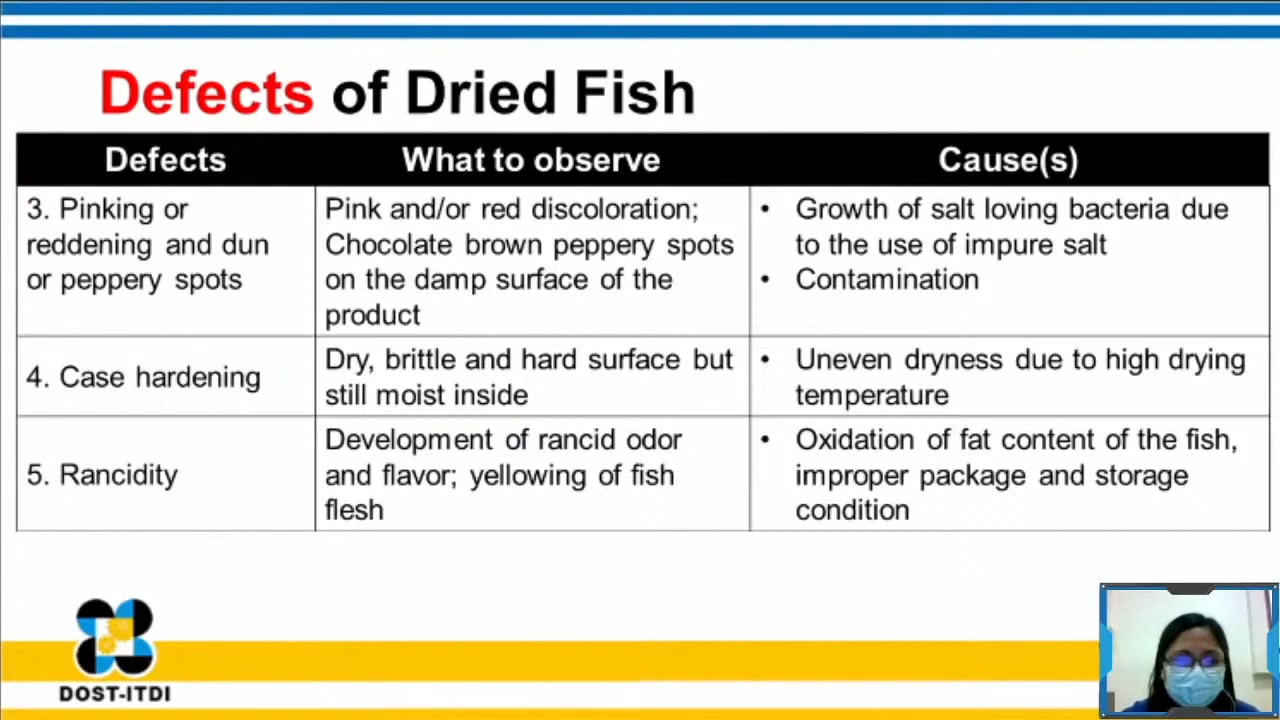 Defects of Dried Fish
Defects
What to observe
Cause(s)
3. Pinking or
reddening and dun
or peppery spots
Pink and/or red discoloration;
Chocolate brown peppery spots
on the damp surface of the
product
• Growth of salt loving bacteria due
to the use of impure salt
• Contamination
4. Case hardening
Dry, brittle and hard surface but
still moist inside
• Uneven dryness due to high drying
temperature
5. Rancidity
Development of rancid odor
and flavor; yellowing of fish
flesh
• Oxidation of fat content of the fish,
improper package and storage
condition
DOST-ITDI